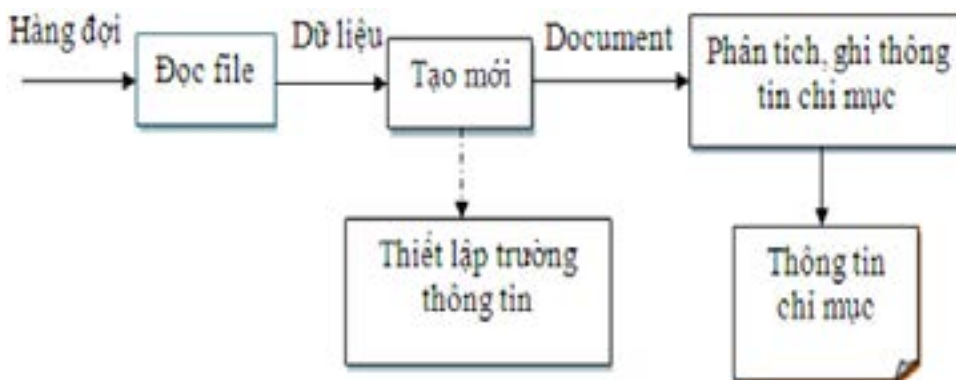 Hàng đợi
Đọc file
Dữ liệu
Tạo mới
Document
Phân tích, ghi thông
tin chỉ mục
Thiết lập trường
thông tin
Thông tin
chỉ mục